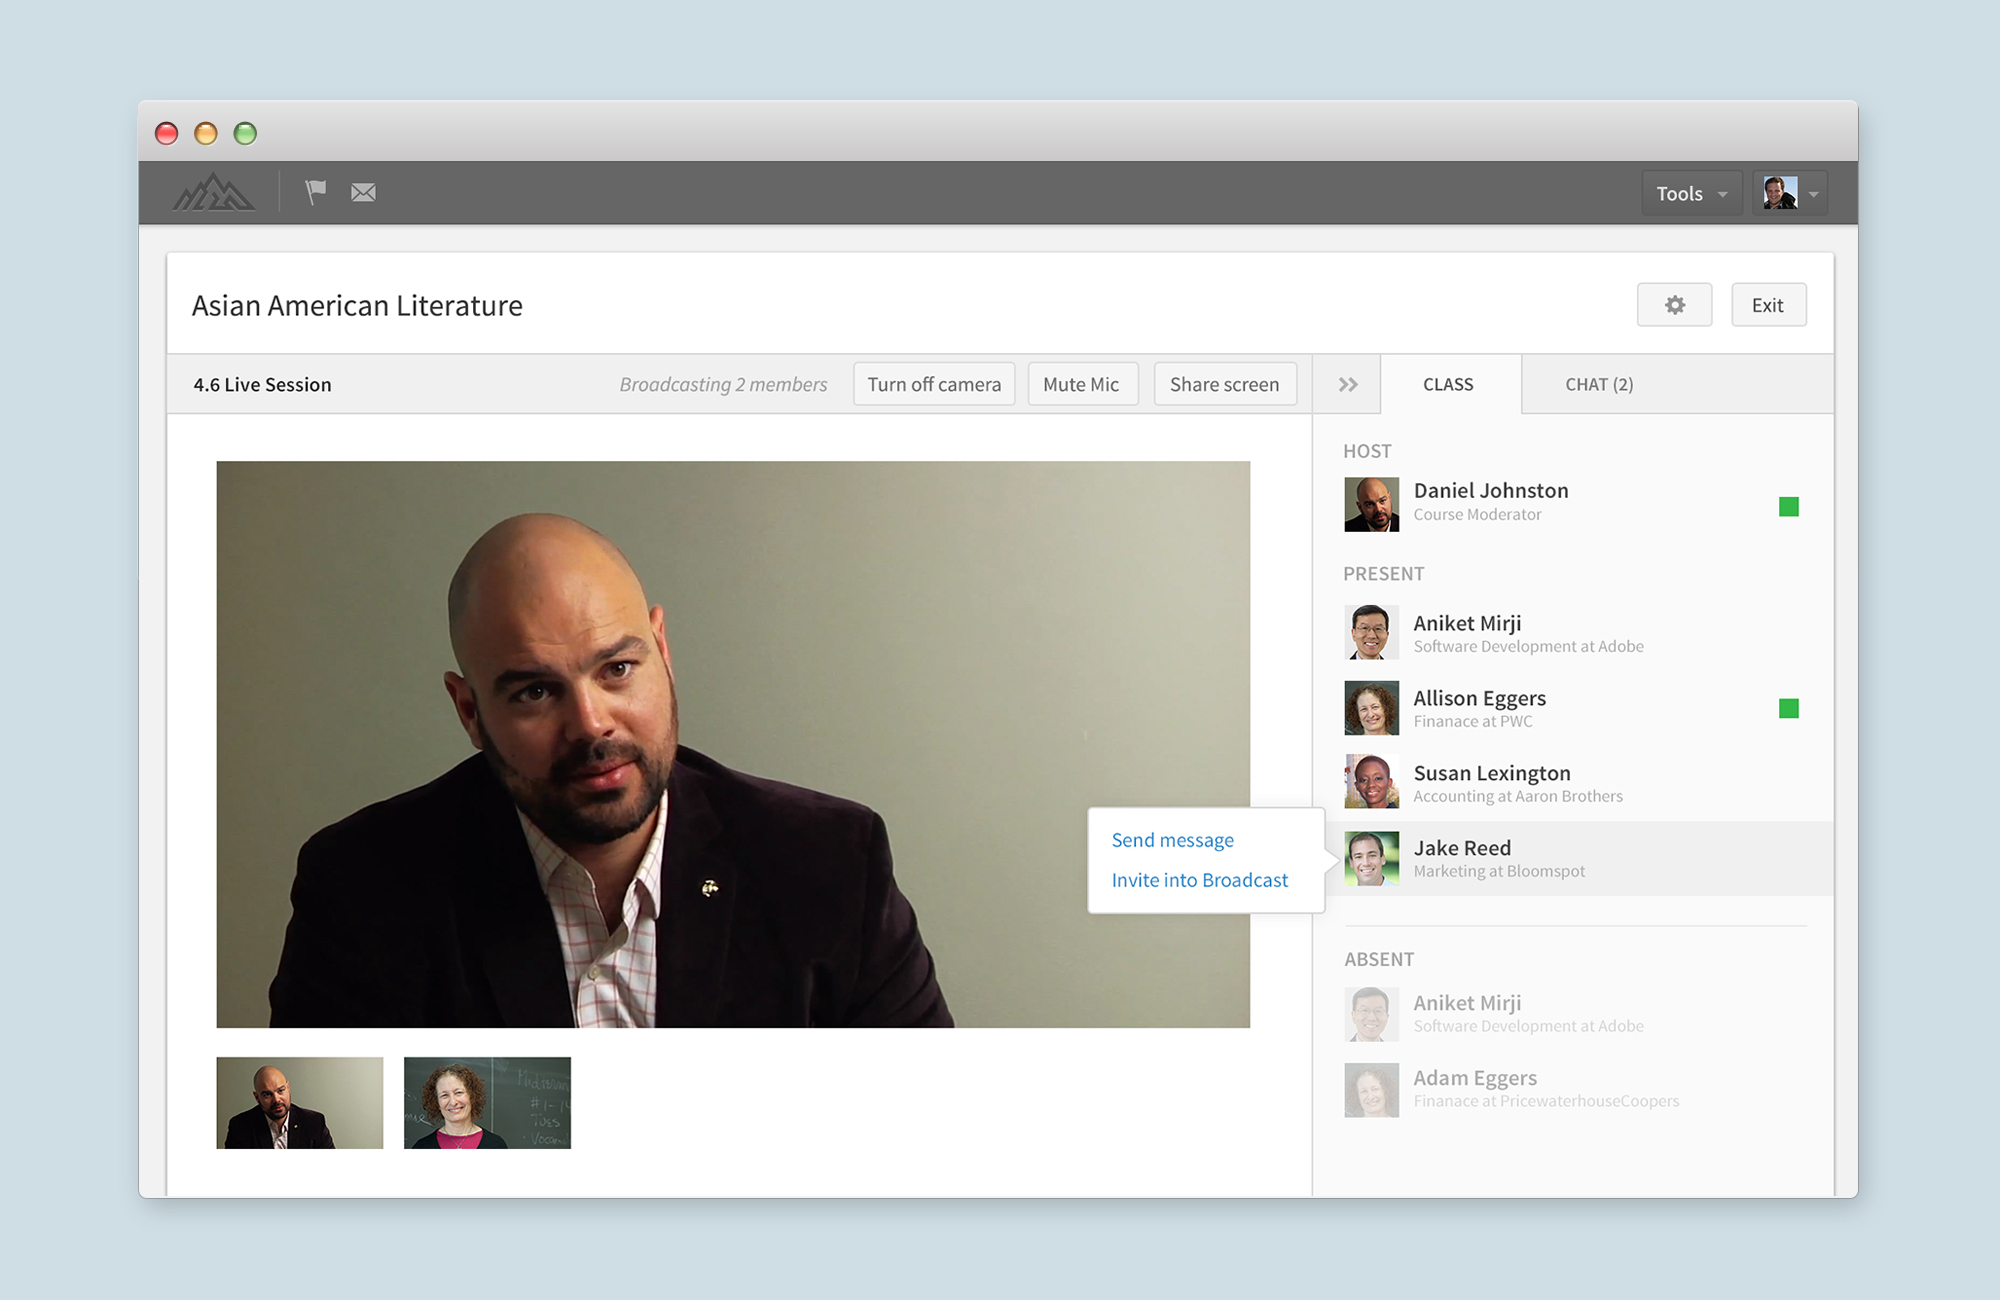 Tools
Asian American Literature
Exit
4.6 Live Session
Broadcasting 2 members
Turn off camera
Mute Mic
Share screen
CLASS
CHAT (2)
HOST
Daniel Johnston
Course Moderator
PRESENT
Aniket Mirji
Software Development at Adobe
Allison Eggers
Finanace at PWC
Susan Lexington
Accounting at Aaron Brothers
Send message
Invite into Broadcast
Jake Reed
Marketing at Bloomspot
ABSENT
Aniket Mirji
Software Development at Adobe
Adam Eggers
Finanace at PricewaterhouseCoopers
#1-14
Tues